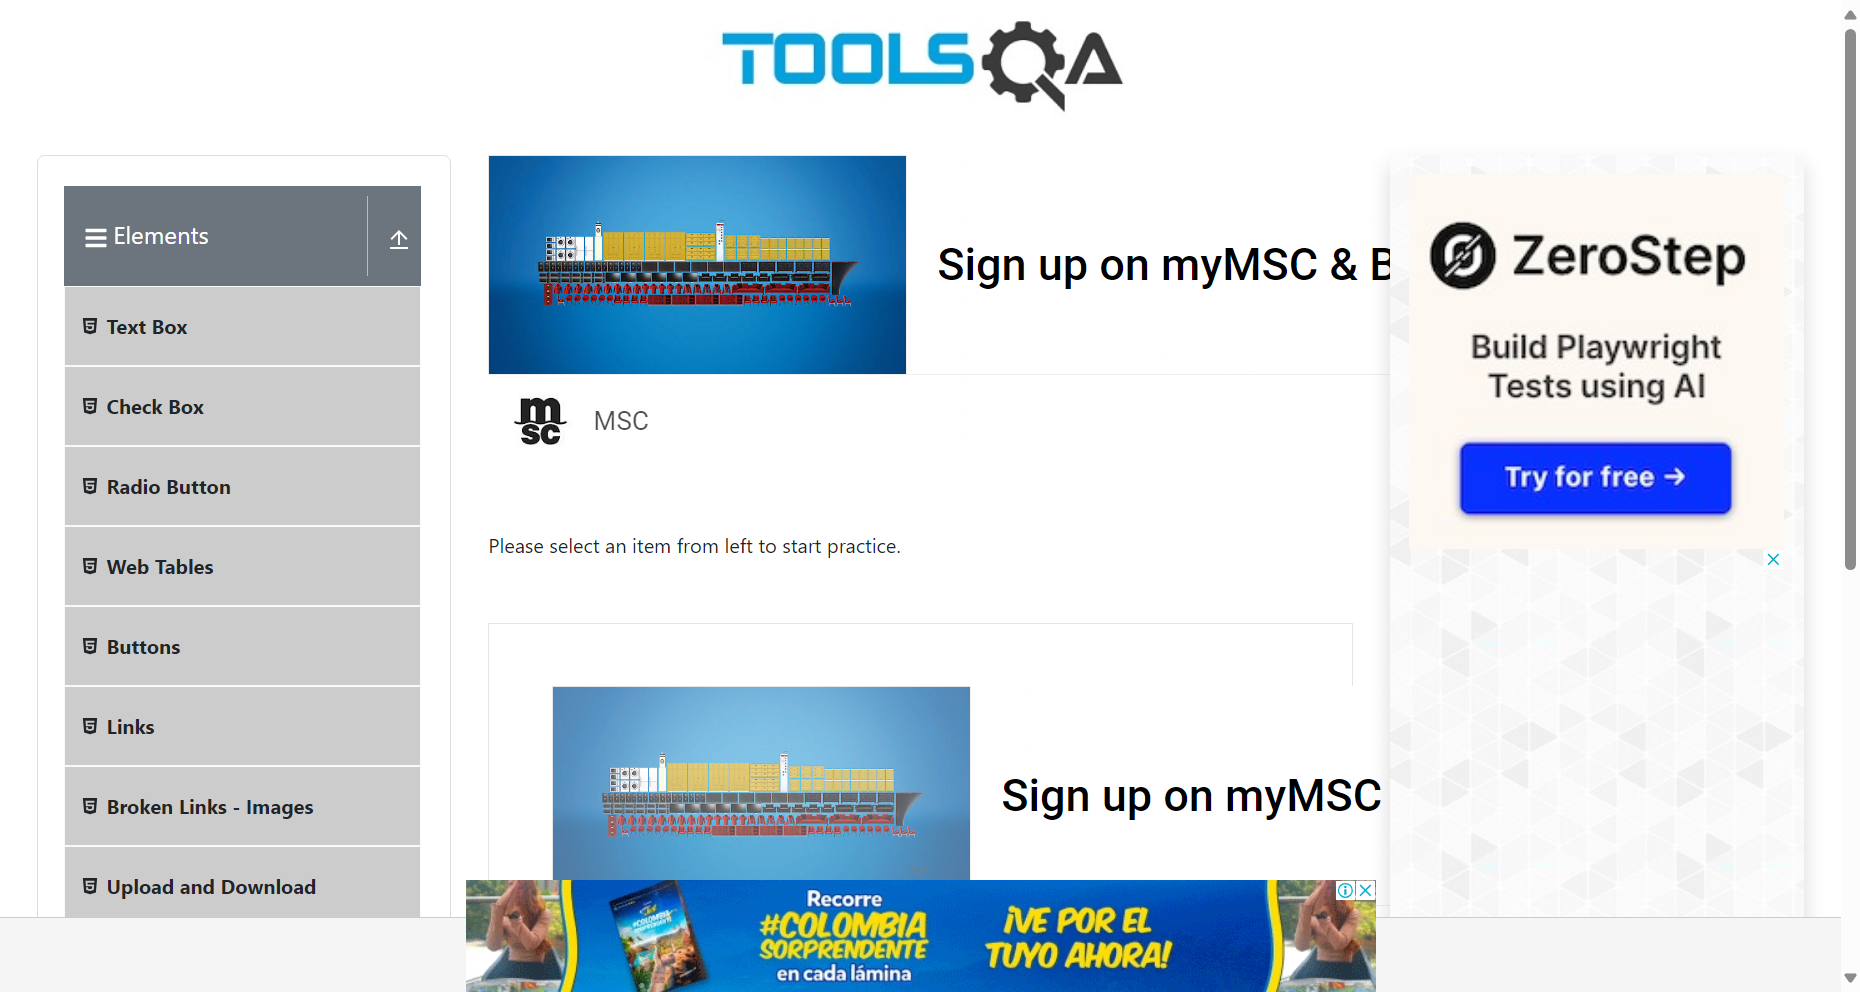 TOOLSQA
Elements
Text Box
Check Box
Radio Button
Web Tables
Buttons
Links
Broken Links - Images
Upload and Download
Sign up on myMSC & B
msc
MSC
Please select an item from left to start practice.
Sign up on myMSC
ZeroStep
Build Playwright
Tests using AI
Try for free →
Recorre
#COLOMBIA
SORPRENDENTE
en cada lámina
¡VE POR EL
TUYO AHORA!